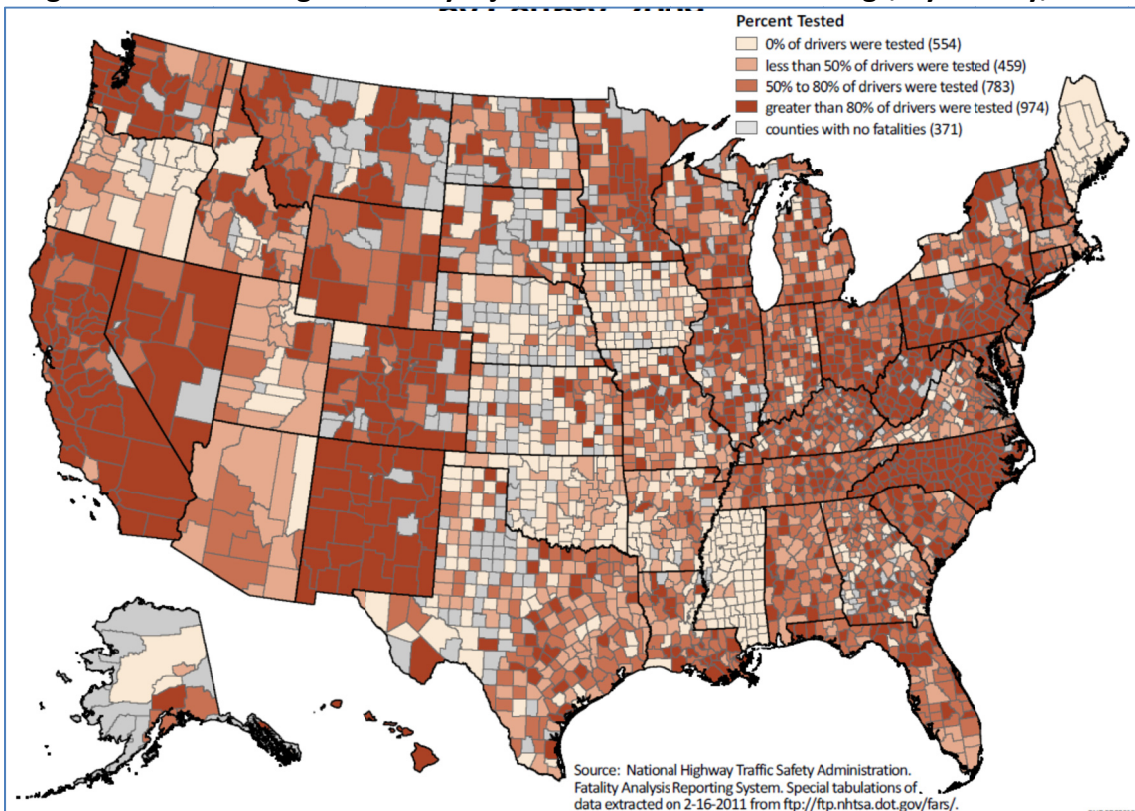 Percent Tested
0% of drivers were tested (554)
less than 50% of drivers were tested (459)
50% to 80% of drivers were tested (783)
greater than 80% of drivers were tested (974)
counties with no fatalities (371)
Source: National Highway Traffic Safety Administration.
Fatality Analysis Reporting System. Special tabulations of
data extracted on 2-16-2011 from ftp://ftp.nhtsa.dot.gov/fars/.